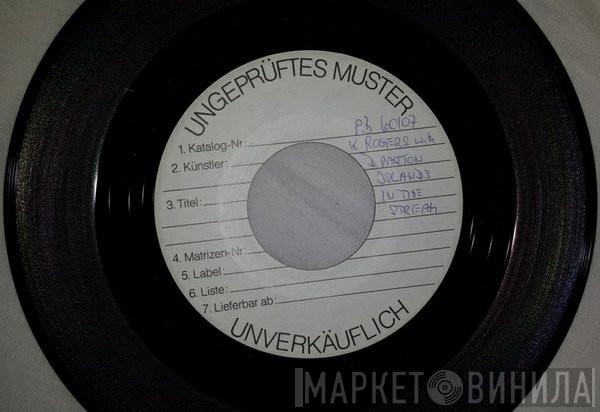 UNGEPRÜFTES MUSTER
1. Katalog-Nr.: PB 60107
2. Künstler: K ROGERS with
D PARTON
3. Titel: ISLANDS
IN THE
STREAM
4. Matrizen-Nr.:
5. Label:
6. Liste:
7. Lieferbar ab:
UNVERKÄUFLICH
МАРКЕТ ВИНИЛА